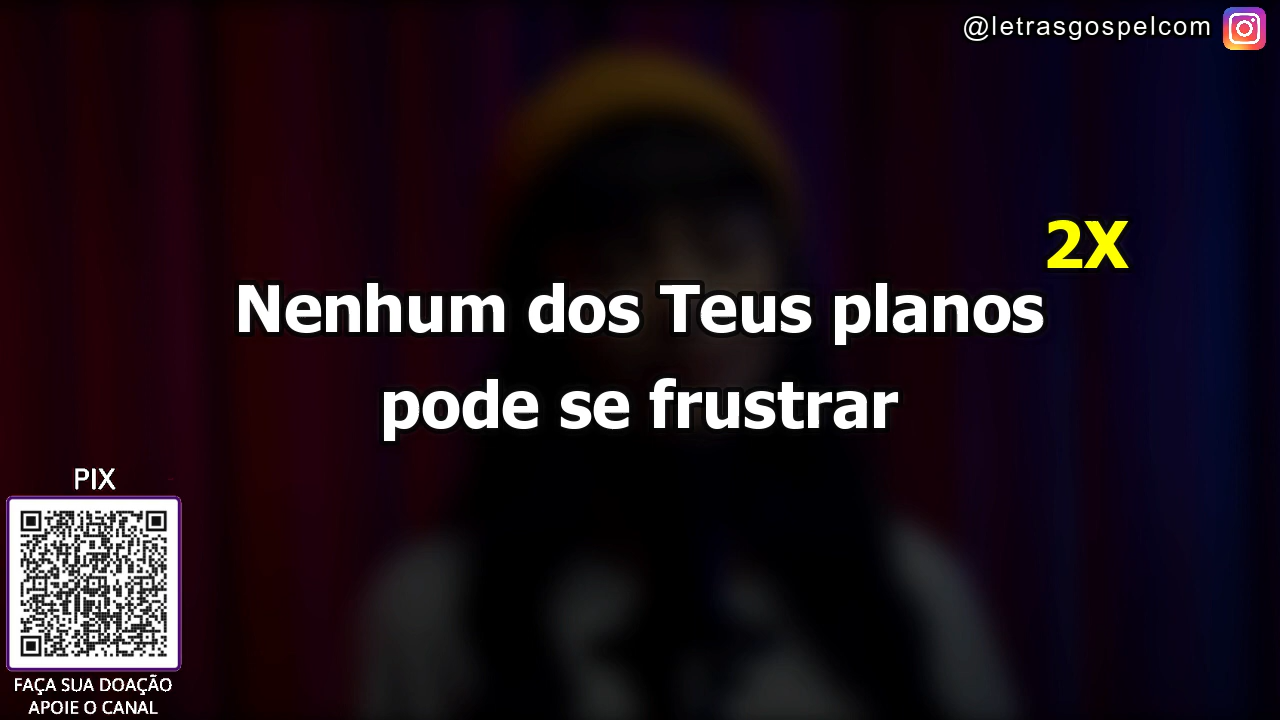 @letrasgospelcom
2X
Nenhum dos Teus planos
pode se frustrar
PIX
FAÇA SUA DOAÇÃO
APOIE O CANAL